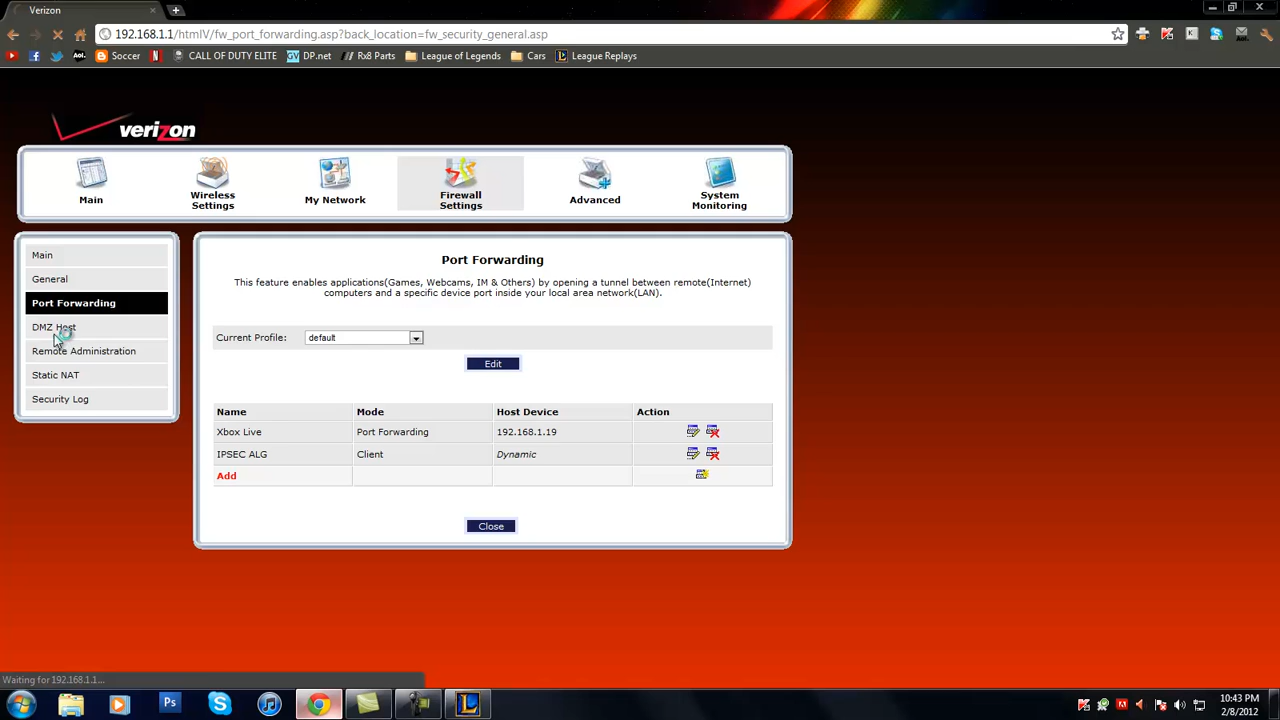 Verizon
192.168.1.1/htmlV/fw_port_forwarding.asp?back_location=fw_security_general.asp
Soccer CALL OF DUTY ELITE DP.net Rx8 Parts League of Legends Cars League Replays
verizon
Main
Wireless
Settings
My Network
Firewall
Settings
Advanced
System
Monitoring
Main
General
Port Forwarding
DMZ Host
Remote Administration
Static NAT
Security Log
Port Forwarding
This feature enables applications(Games, Webcams, IM & Others) by opening a tunnel between remote(Internet)
computers and a specific device port inside your local area network(LAN).
Current Profile: default
Edit
Name Mode Host Device Action
Xbox Live Port Forwarding 192.168.1.19
IPSEC ALG Client Dynamic
Add
Close
Waiting for 192.168.1.1...
10:43 PM
2/8/2012